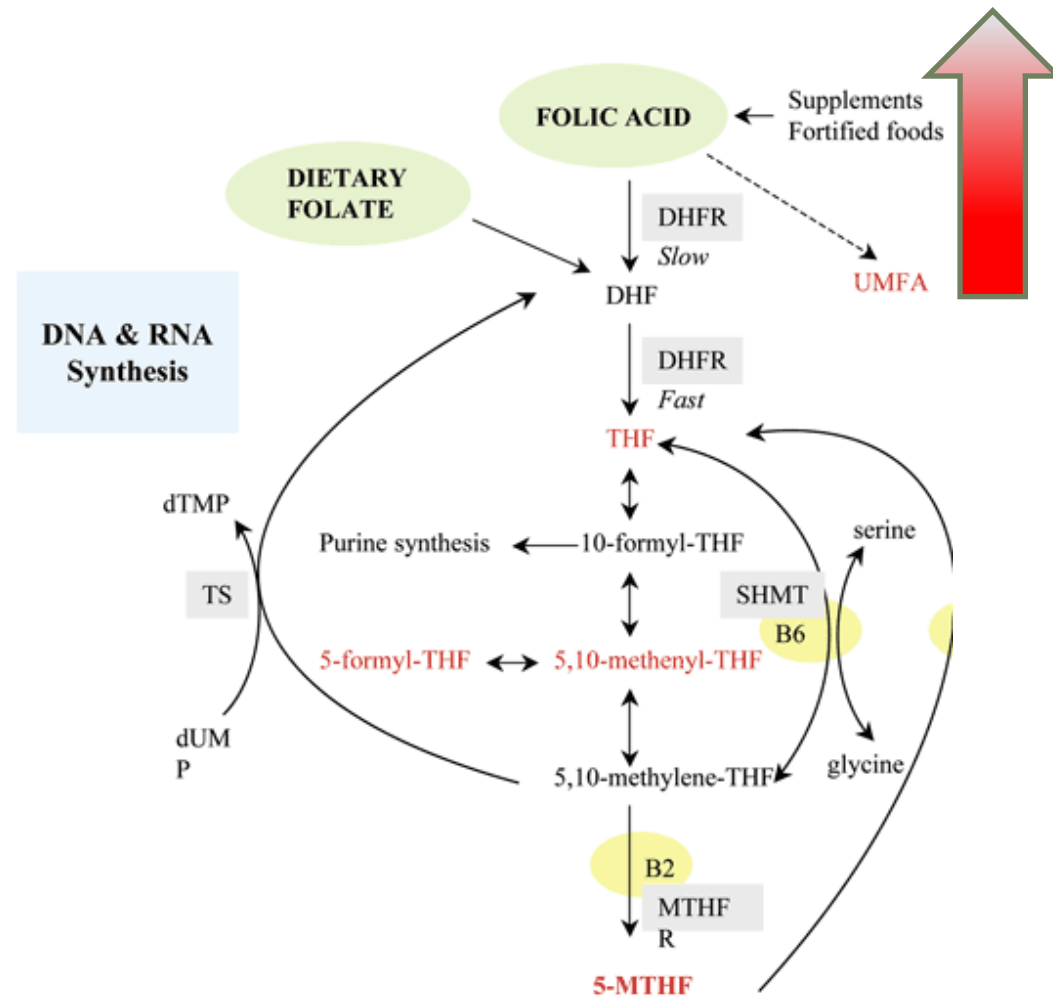 FOLIC ACID
Supplements
Fortified foods
DIETARY
FOLATE
DHFR
Slow
UMFA
DHF
DNA & RNA
Synthesis
DHFR
Fast
THF
dTMP
Purine synthesis
10-formyl-THF
serine
TS
SHMT
B6
5-formyl-THF
5,10-methenyl-THF
dUM
P
5,10-methylene-THF
glycine
B2
MTHF
R
5-MTHF